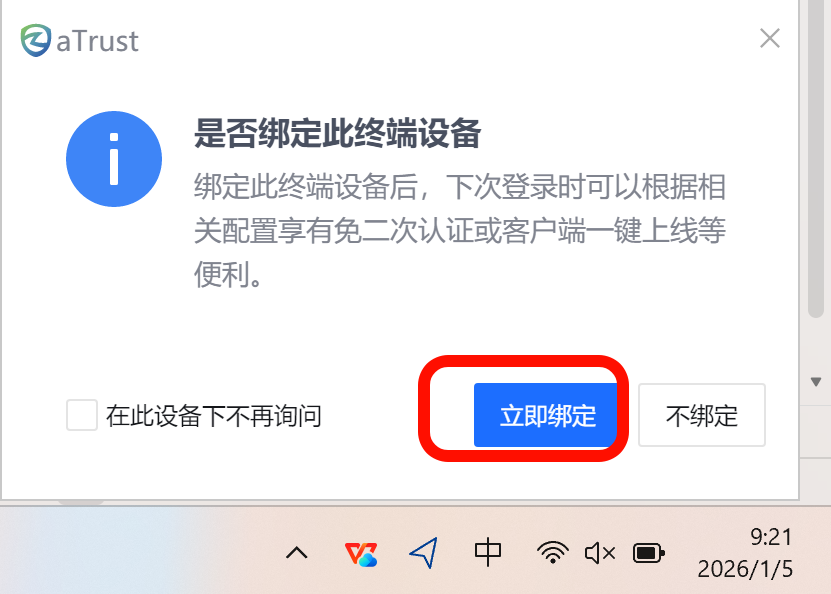 aTrust
是否绑定此终端设备
绑定此终端设备后，下次登录时可以根据相
关配置享有免二次认证或客户端一键上线等
便利。
在此设备下不再询问
立即绑定
不绑定
中
9:21
2026/1/5